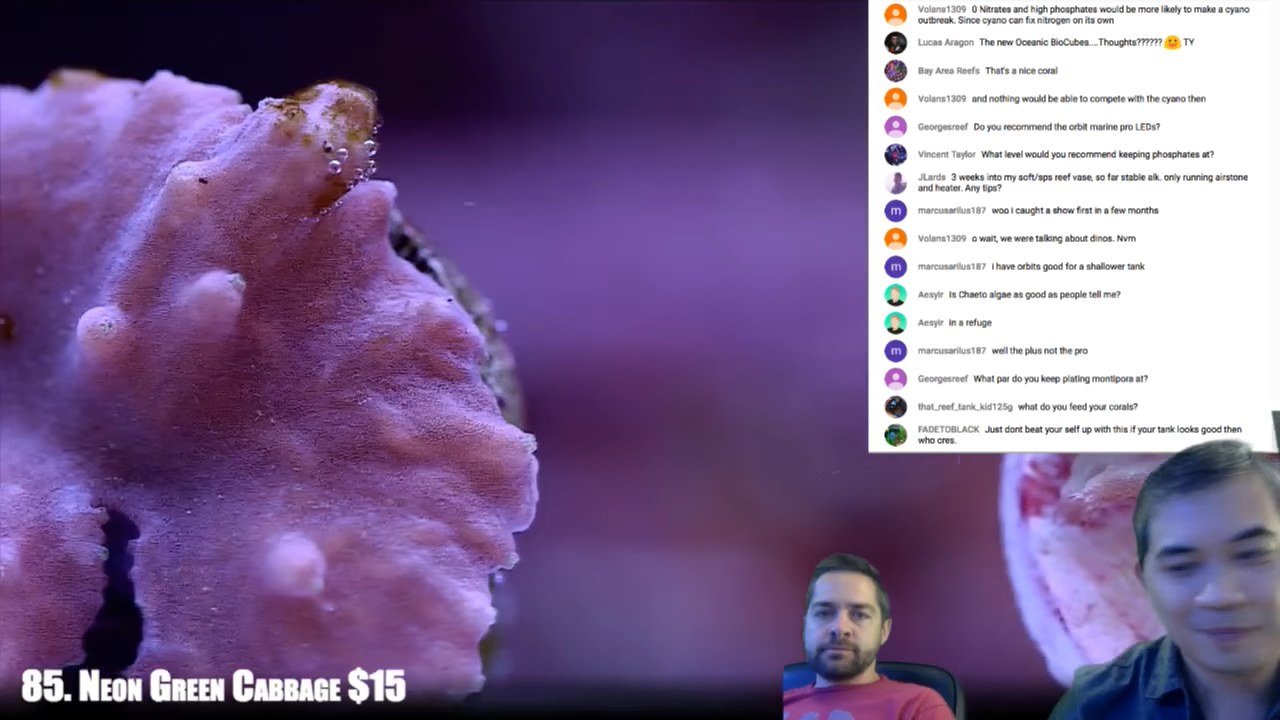 Volans1309 0 Nitrates and high phosphates would be more likely to make a cyano
outbreak. Since cyano can fix nitrogen on its own
Lucas Aragon The new Oceanic BioCubes....Thoughts?????? TY
Bay Area Reefs That's a nice coral
Volans1309 and nothing would be able to compete with the cyano then
Georgesreef Do you recommend the orbit marine pro LEDs?
Vincent Taylor What level would you recommend keeping phosphates at?
JLards 3 weeks into my soft/sps reef vase, so far stable alk. only running airstone
and heater. Any tips?
m marcusarilus187 woo i caught a show first in a few months
Volans1309 o wait, we were talking about dinos. Nvm
m marcusarilus187 i have orbits good for a shallower tank
Aesyir Is Chaeto algae as good as people tell me?
Aesyir in a refuge
m marcusarilus187 well the plus not the pro
Georgesreef What par do you keep plating montipora at?
that_reef_tank_kid125g what do you feed your corals?
FADETOBLACK Just dont beat your self up with this if your tank looks good then
who cres.
85. Neon Green Cabbage $15